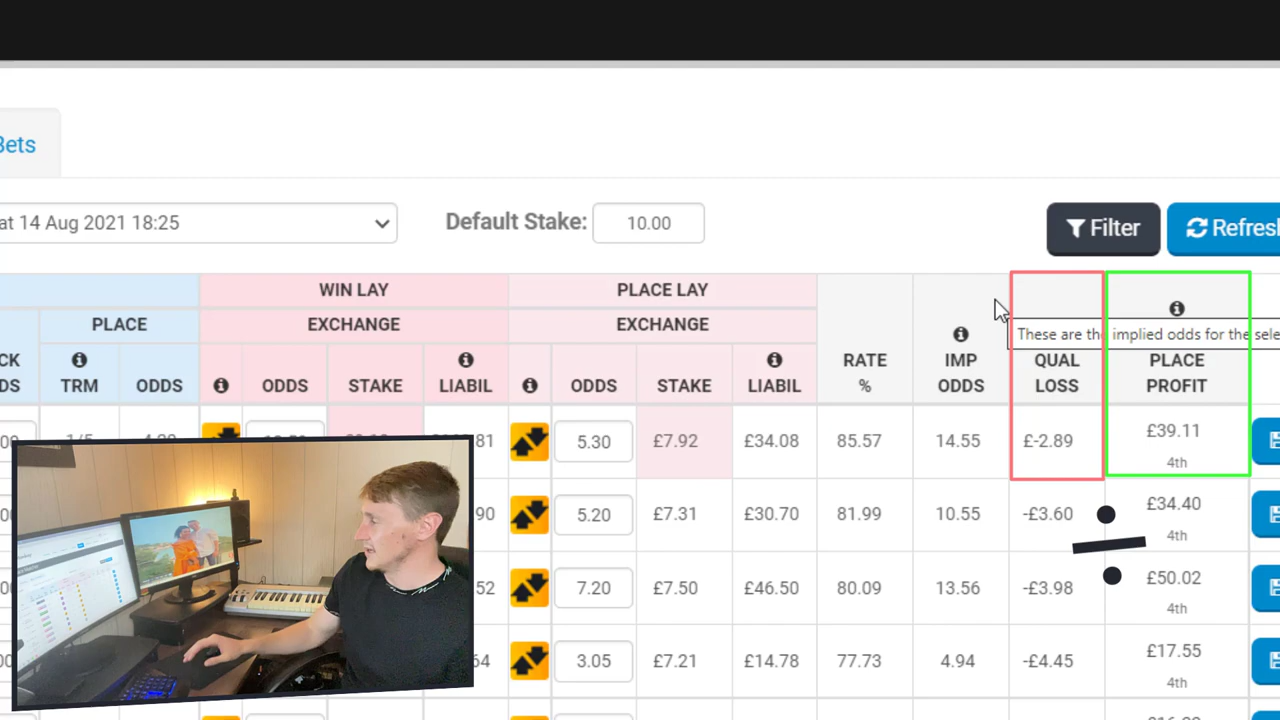 Bets
at 14 Aug 2021 18:25
Default Stake: 10.00
Filter
Refresh
WIN LAY PLACE LAY
PLACE EXCHANGE EXCHANGE
These are the implied odds for the sele
CK TRM ODDS ODDS STAKE LIABIL ODDS STAKE LIABIL RATE % IMP ODDS QUAL LOSS PLACE PROFIT
DS
81 5.30 £7.92 £34.08 85.57 14.55 £-2.89 £39.11
4th
90 5.20 £7.31 £30.70 81.99 10.55 -£3.60 £34.40
4th
52 7.20 £7.50 £46.50 80.09 13.56 -£3.98 £50.02
4th
64 3.05 £7.21 £14.78 77.73 4.94 -£4.45 £17.55
4th